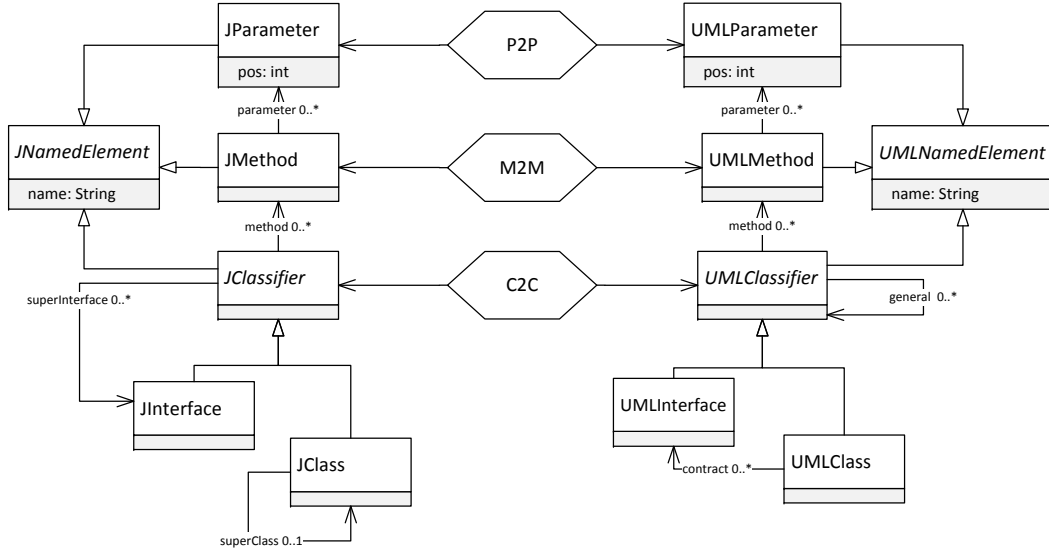 JParameter
P2P
UMLParameter
pos: int
pos: int
parameter 0..*
parameter 0..*
JNamedElement
JMethod
M2M
UMLMethod
UMLNamedElement
name: String
name: String
method 0..*
method 0..*
JClassifier
C2C
UMLClassifier
superInterface 0..*
general 0..*
JInterface
UMLInterface
JClass
contract 0..*
UMLClass
superClass 0..1